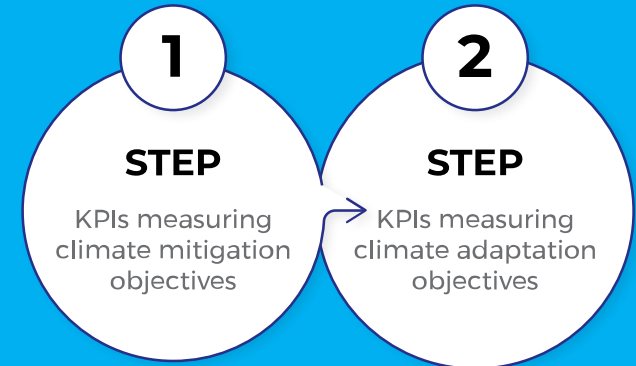 1
STEP
KPIs measuring
climate mitigation
objectives
2
STEP
KPIs measuring
climate adaptation
objectives